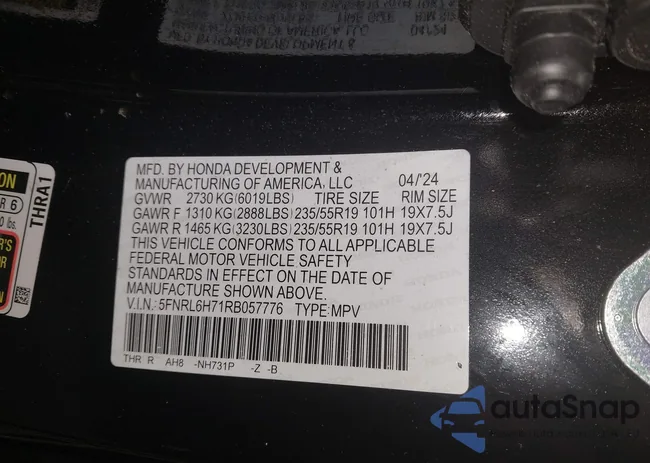 MFD. BY HONDA DEVELOPMENT &
MANUFACTURING OF AMERICA, LLC 04/'24
GVWR 2730 KG(6019LBS) TIRE SIZE RIM SIZE
GAWR F 1310 KG(2888LBS) 235/55R19 101H 19X7.5J
GAWR R 1465 KG(3230LBS) 235/55R19 101H 19X7.5J
THIS VEHICLE CONFORMS TO ALL APPLICABLE
FEDERAL MOTOR VEHICLE SAFETY
STANDARDS IN EFFECT ON THE DATE OF
MANUFACTURE SHOWN ABOVE.
V.I.N.: 5FNRL6H71RB057776 TYPE:MPV
THR R AH8 -NH731P -Z -B
THRA1
autaSnap